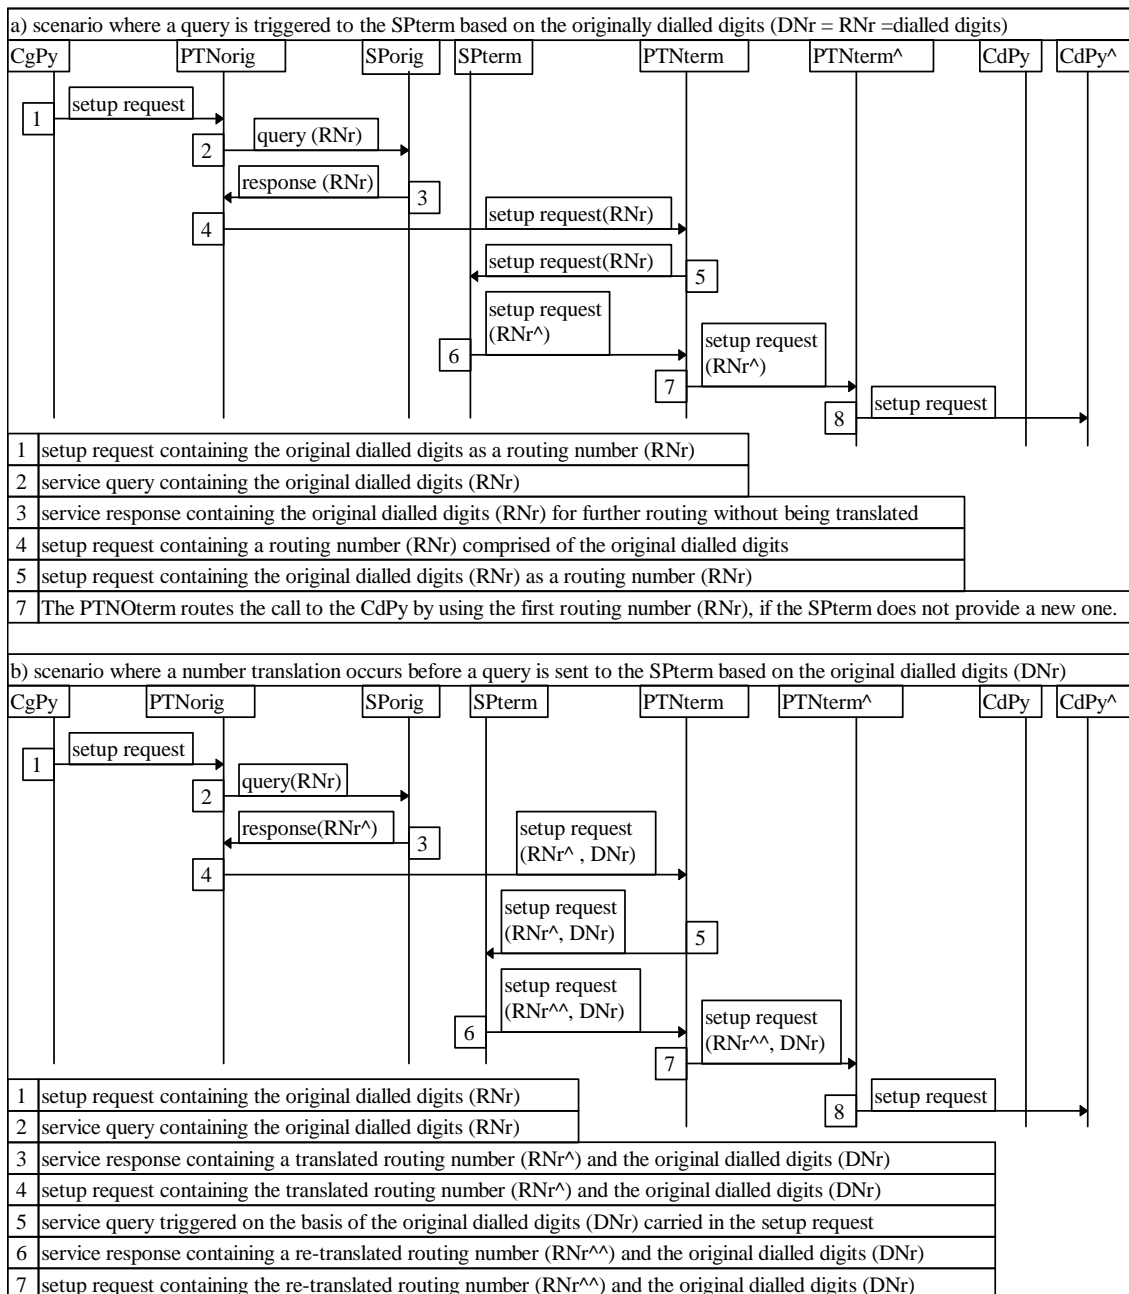 a) scenario where a query is triggered to the SPterm based on the originally dialled digits (DNr = RNr =dialled digits)
CgPy PTNorig SPorig SPterm PTNterm PTNterm^ CdPy CdPy^
1 setup request
2 query (RNr)
response (RNr) 3
4 setup request(RNr)
setup request(RNr) 5
setup request
(RNr^)
6
setup request
(RNr^)
7
8 setup request
1 setup request containing the original dialled digits as a routing number (RNr)
2 service query containing the original dialled digits (RNr)
3 service response containing the original dialled digits (RNr) for further routing without being translated
4 setup request containing a routing number (RNr) comprised of the original dialled digits
5 setup request containing the original dialled digits (RNr) as a routing number (RNr)
7 The PTNOterm routes the call to the CdPy by using the first routing number (RNr), if the SPterm does not provide a new one.
b) scenario where a number translation occurs before a query is sent to the SPterm based on the original dialled digits (DNr)
CgPy PTNorig SPorig SPterm PTNterm PTNterm^ CdPy CdPy^
1 setup request
2 query(RNr)
response(RNr^) 3
setup request
(RNr^ , DNr)
4
setup request
(RNr^, DNr) 5
setup request
(RNr^^, DNr)
6
setup request
(RNr^^, DNr)
7
8 setup request
1 setup request containing the original dialled digits (RNr)
2 service query containing the original dialled digits (RNr)
3 service response containing a translated routing number (RNr^) and the original dialled digits (DNr)
4 setup request containing the translated routing number (RNr^) and the original dialled digits (DNr)
5 service query triggered on the basis of the original dialled digits (DNr) carried in the setup request
6 service response containing a re-translated routing number (RNr^^) and the original dialled digits (DNr)
7 setup request containing the re-translated routing number (RNr^^) and the original dialled digits (DNr)